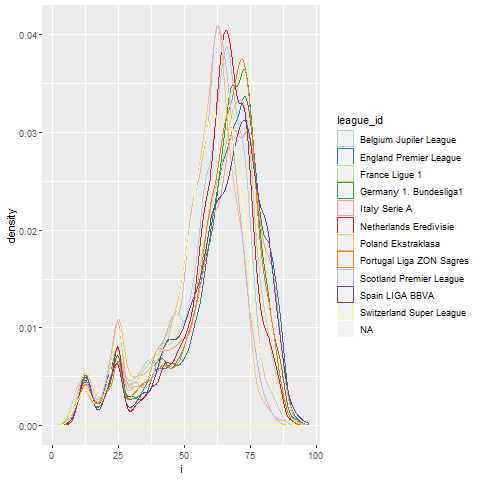 0.04
0.03
0.02
0.01
0.00
density
0 25 50 75 100
i
league_id
Belgium Jupiler League
England Premier League
France Ligue 1
Germany 1. Bundesliga1
Italy Serie A
Netherlands Eredivisie
Poland Ekstraklasa
Portugal Liga ZON Sagres
Scotland Premier League
Spain LIGA BBVA
Switzerland Super League
NA